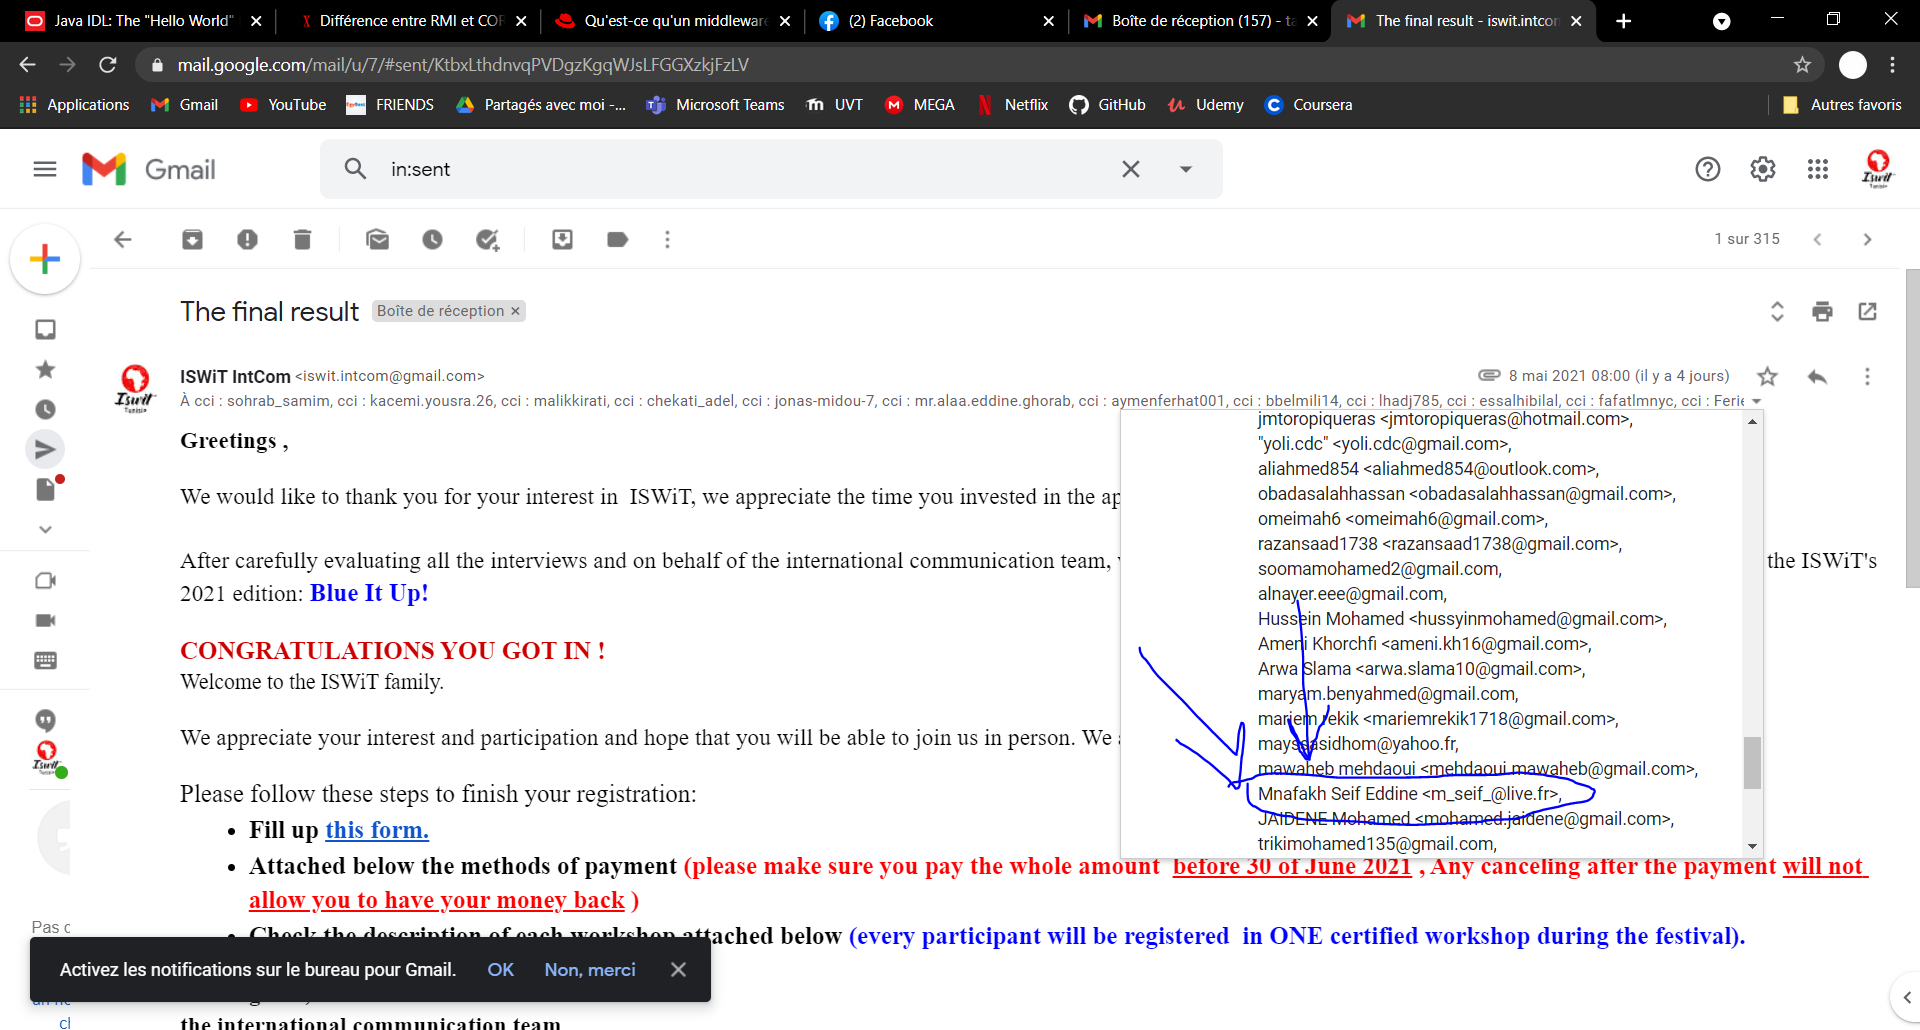 Java IDL: The "Hello World"
Différence entre RMI et COR
Qu'est-ce qu'un middleware
(2) Facebook
Boîte de réception (157) - ta
The final result - iswit.intcom
mail.google.com/mail/u/7/#sent/KtbxLthdnvqPVDgzKgqWJsLFGGXzkjFzLV
Applications
Gmail
YouTube
FRIENDS
Partagés avec moi -...
Microsoft Teams
UVT
MEGA
Netflix
GitHub
Udemy
Coursera
Autres favoris
Gmail
in:sent
Iswit
Tunisia
1 sur 315
The final result
Boîte de réception
ISWiT IntCom <iswit.intcom@gmail.com>
8 mai 2021 08:00 (il y a 4 jours)
À cci : sohrab_samim, cci : kacemi.yousra.26, cci : malikkirati, cci : chekati_adel, cci : jonas-midou-7, cci : mr.alaa.eddine.ghorab, cci : aymenferhat001, cci : bbelmili14, cci : lhadj785, cci : essalhibilal, cci : fafatlmnyc, cci : Ferie
Iswit
Tunisia
jmtoropiqueras <jmtoropiqueras@hotmail.com>,
"yoli.cdc" <yoli.cdc@gmail.com>,
aliahmed854 <aliahmed854@outlook.com>,
obadasalahhassan <obadasalahhassan@gmail.com>,
omeimah6 <omeimah6@gmail.com>,
razansaad1738 <razansaad1738@gmail.com>,
soomamohamed2@gmail.com,
alnayer.eee@gmail.com,
Hussein Mohamed <hussyinmohamed@gmail.com>,
Ameni Khorchfi <ameni.kh16@gmail.com>,
Arwa Slama <arwa.slama10@gmail.com>,
maryam.benyahmed@gmail.com,
mariem rekik <mariemrekik1718@gmail.com>,
mayssasidhom@yahoo.fr,
mawaheb mehdaoui <mehdaoui.mawaheb@gmail.com>,
Mnafakh Seif Eddine <m_seif_@live.fr>,
JAIDENE Mohamed <mohamed.jaidene@gmail.com>,
trikimohamed135@gmail.com,
Greetings ,
We would like to thank you for your interest in ISWiT, we appreciate the time you invested in the ap
After carefully evaluating all the interviews and on behalf of the international communication team, the ISWiT's
2021 edition: Blue It Up!
CONGRATULATIONS YOU GOT IN !
Welcome to the ISWiT family.
We appreciate your interest and participation and hope that you will be able to join us in person. We
Please follow these steps to finish your registration:
• Fill up this form.
• Attached below the methods of payment (please make sure you pay the whole amount before 30 of June 2021 , Any canceling after the payment will not
allow you to have your money back )
• Check the description of each workshop attached below (every participant will be registered in ONE certified workshop during the festival).
the international communication team
Iswit
Pas c
Activez les notifications sur le bureau pour Gmail.
OK
Non, merci
cl